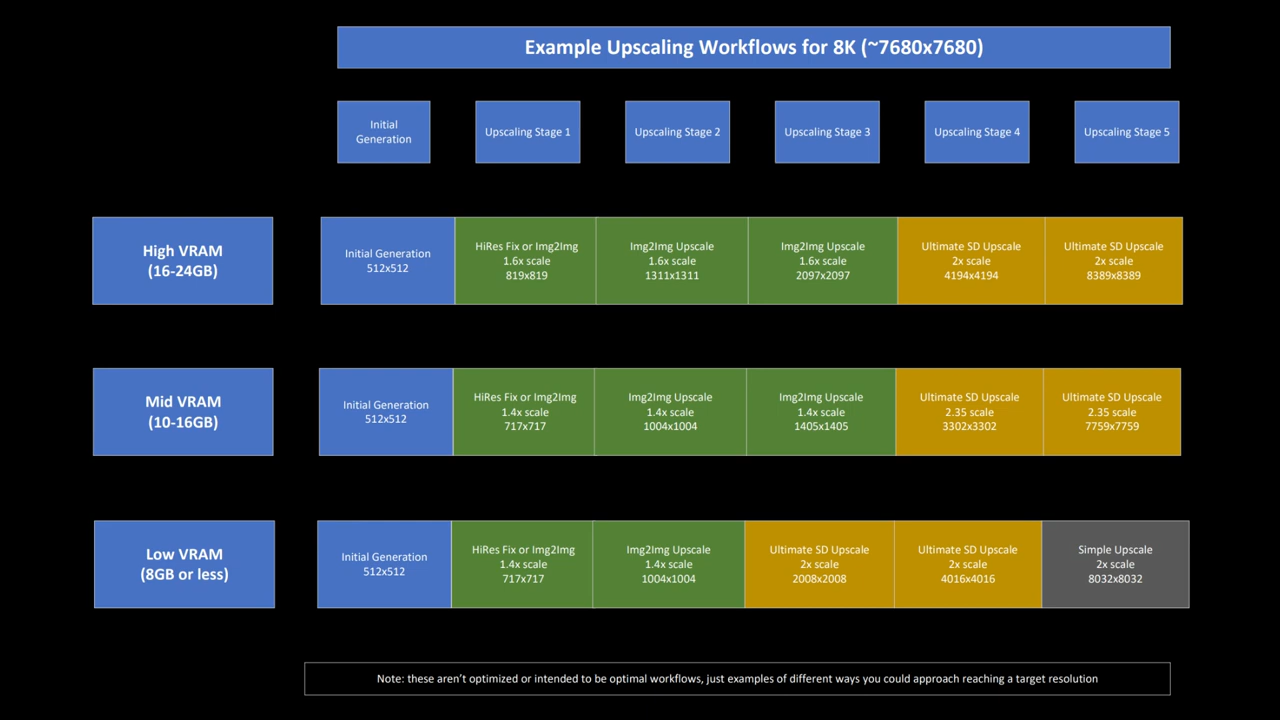 Example Upscaling Workflows for 8K (~7680x7680)
Initial
Generation
Upscaling Stage 1
Upscaling Stage 2
Upscaling Stage 3
Upscaling Stage 4
Upscaling Stage 5
High VRAM
(16-24GB)
Initial Generation
512x512
HiRes Fix or Img2Img
1.6x scale
819x819
Img2Img Upscale
1.6x scale
1311x1311
Img2Img Upscale
1.6x scale
2097x2097
Ultimate SD Upscale
2x scale
4194x4194
Ultimate SD Upscale
2x scale
8389x8389
Mid VRAM
(10-16GB)
Initial Generation
512x512
HiRes Fix or Img2Img
1.4x scale
717x717
Img2Img Upscale
1.4x scale
1004x1004
Img2Img Upscale
1.4x scale
1405x1405
Ultimate SD Upscale
2.35 scale
3302x3302
Ultimate SD Upscale
2.35 scale
7759x7759
Low VRAM
(8GB or less)
Initial Generation
512x512
HiRes Fix or Img2Img
1.4x scale
717x717
Img2Img Upscale
1.4x scale
1004x1004
Ultimate SD Upscale
2x scale
2008x2008
Ultimate SD Upscale
2x scale
4016x4016
Simple Upscale
2x scale
8032x8032
Note: these aren't optimized or intended to be optimal workflows, just examples of different ways you could approach reaching a target resolution